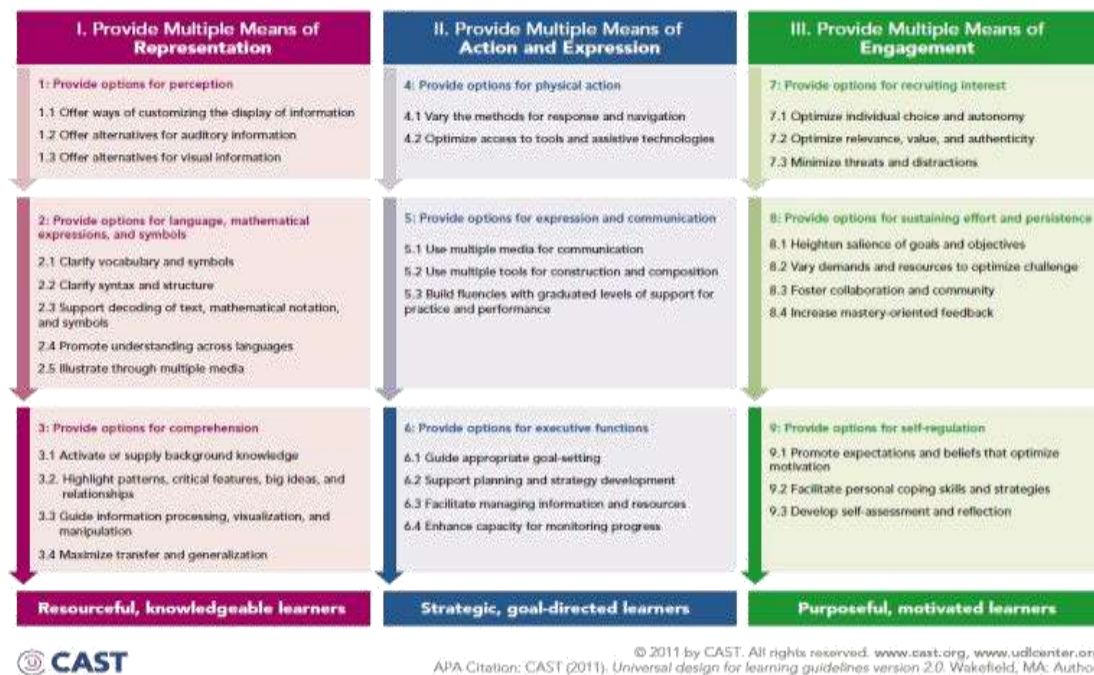 I. Provide Multiple Means of
Representation
1: Provide options for perception
1.1 Offer ways of customizing the display of information
1.2 Offer alternatives for auditory information
1.3 Offer alternatives for visual information
2: Provide options for language, mathematical
expressions, and symbols
2.1 Clarify vocabulary and symbols
2.2 Clarify syntax and structure
2.3 Support decoding of text, mathematical notation,
and symbols
2.4 Promote understanding across languages
2.5 Illustrate through multiple media
3: Provide options for comprehension
3.1 Activate or supply background knowledge
3.2. Highlight patterns, critical features, big ideas, and
relationships
3.3 Guide information processing, visualization, and
manipulation
3.4 Maximize transfer and generalization
Resourceful, knowledgeable learners
II. Provide Multiple Means of
Action and Expression
4: Provide options for physical action
4.1 Vary the methods for response and navigation
4.2 Optimize access to tools and assistive technologies
5: Provide options for expression and communication
5.1 Use multiple media for communication
5.2 Use multiple tools for construction and composition
5.3 Build fluencies with graduated levels of support for
practice and performance
6: Provide options for executive functions
6.1 Guide appropriate goal-setting
6.2 Support planning and strategy development
6.3 Facilitate managing information and resources
6.4 Enhance capacity for monitoring progress
Strategic, goal-directed learners
III. Provide Multiple Means of
Engagement
7: Provide options for recruiting interest
7.1 Optimize individual choice and autonomy
7.2 Optimize relevance, value, and authenticity
7.3 Minimize threats and distractions
8: Provide options for sustaining effort and persistence
8.1 Heighten salience of goals and objectives
8.2 Vary demands and resources to optimize challenge
8.3 Foster collaboration and community
8.4 Increase mastery-oriented feedback
9: Provide options for self-regulation
9.1 Promote expectations and beliefs that optimize
motivation
9.2 Facilitate personal coping skills and strategies
9.3 Develop self-assessment and reflection
Purposeful, motivated learners
CAST
© 2011 by CAST. All rights reserved. www.cast.org, www.udlcenter.or
APA Citation: CAST (2011). Universal design for learning guidelines version 2.0. Wakefield, MA: Autho